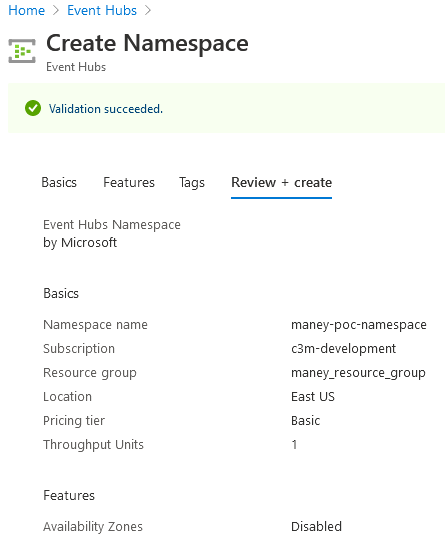 Home > Event Hubs >
Create Namespace
Event Hubs
Validation succeeded.
Basics Features Tags Review + create
Event Hubs Namespace
by Microsoft
Basics
Namespace name maney-poc-namespace
Subscription c3m-development
Resource group maney_resource_group
Location East US
Pricing tier Basic
Throughput Units 1
Features
Availability Zones Disabled